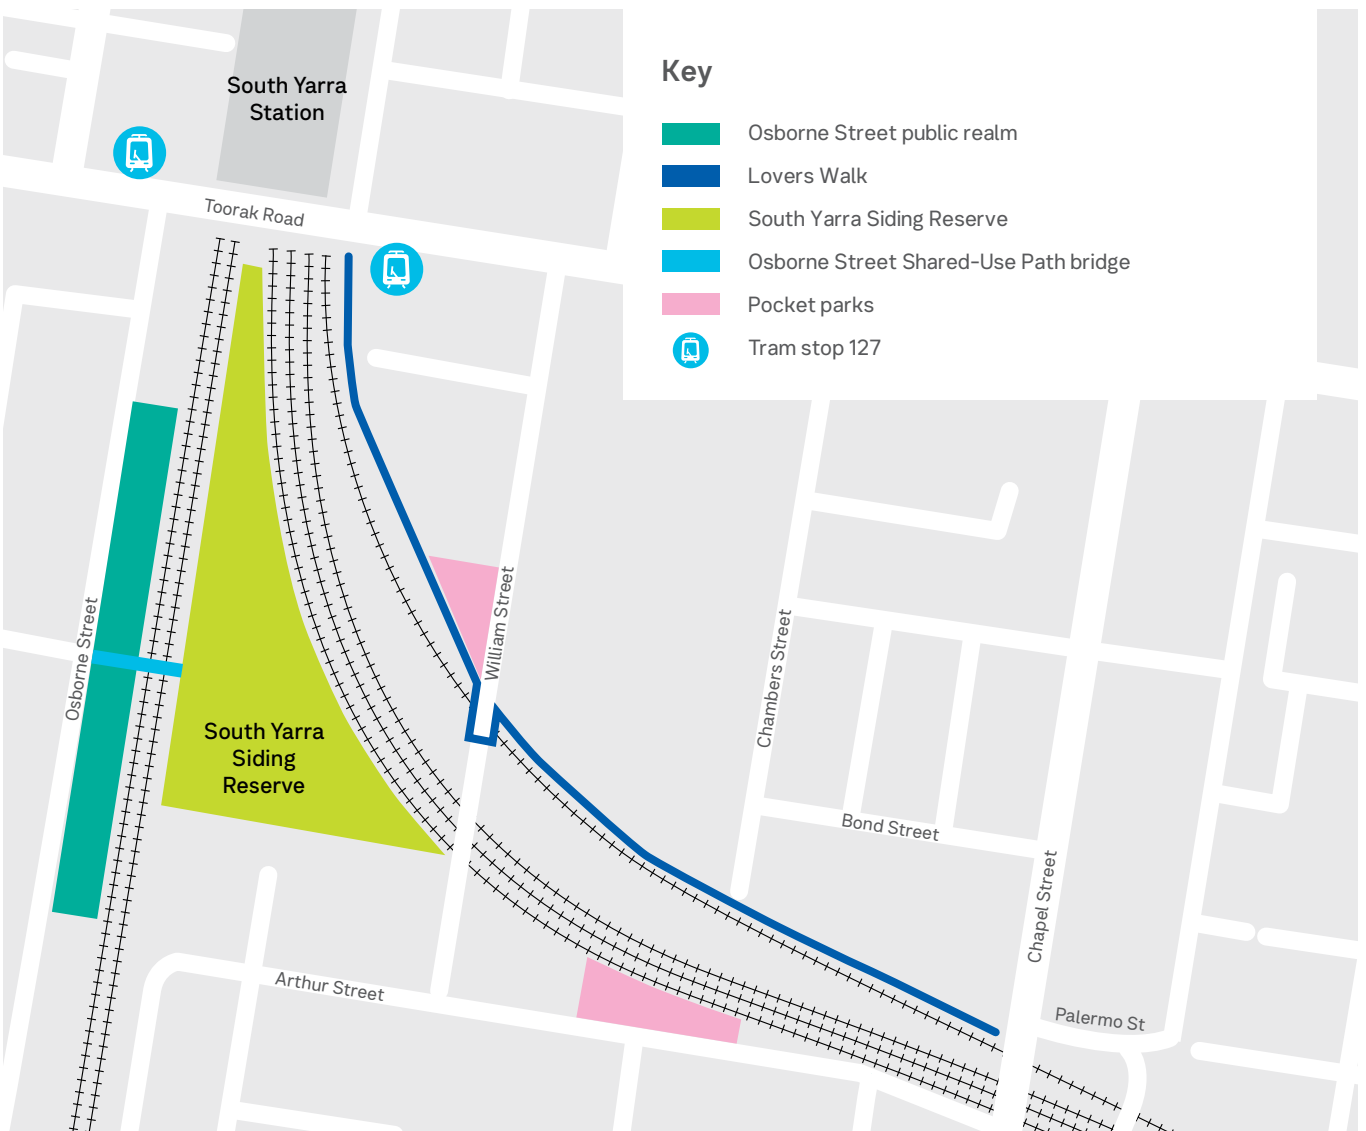 South Yarra
Station
Key
Osborne Street public realm
Lovers Walk
South Yarra Siding Reserve
Osborne Street Shared-Use Path bridge
Pocket parks
Tram stop 127
Toorak Road
William Street
Osborne Street
Chambers Street
South Yarra
Siding
Reserve
Bond Street
Chapel Street
Arthur Street
Palermo St